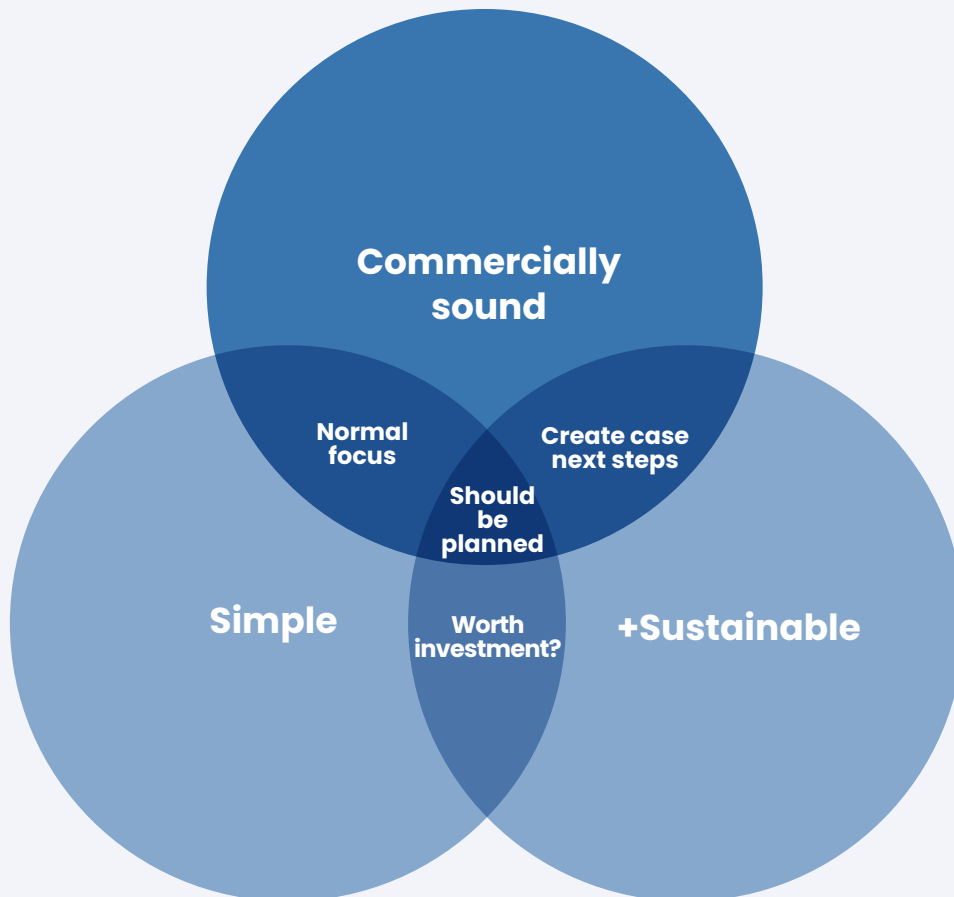 Commercially
sound
Normal
focus
Create case
next steps
Should
be
planned
Simple
+Sustainable
Worth
investment?